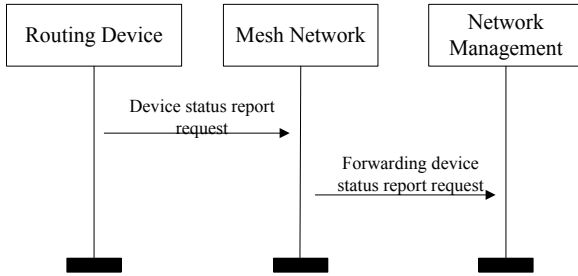 Routing Device
Mesh Network
Network
Management
Device status report
request
Forwarding device
status report request